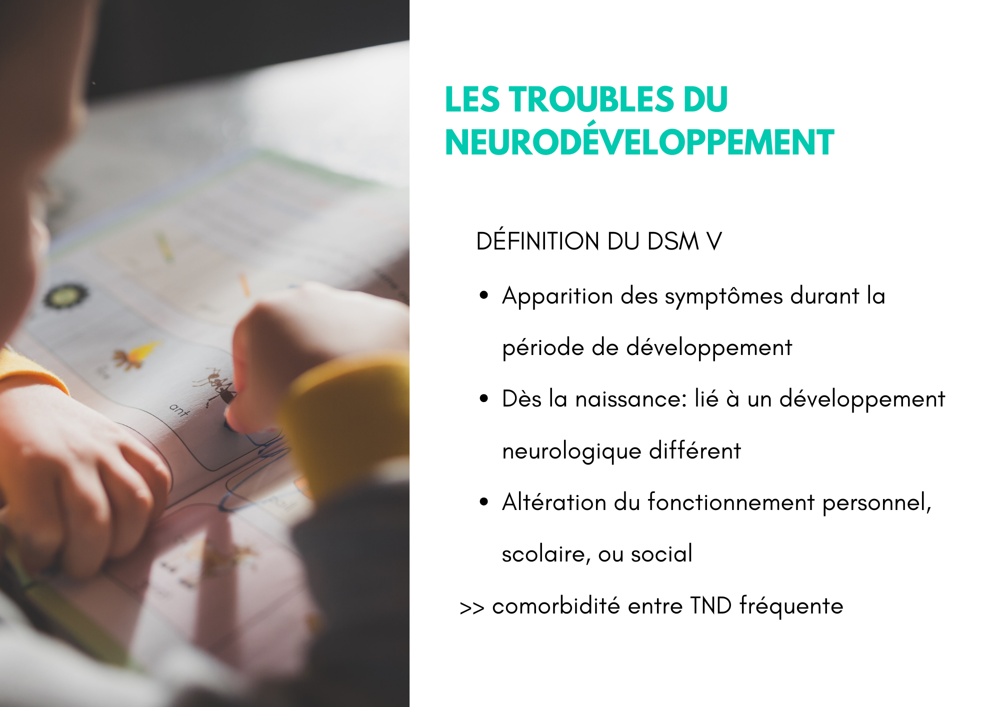 LES TROUBLES DU
NEURODÉVELOPPEMENT
DÉFINITION DU DSM V
• Apparition des symptômes durant la
période de développement
• Dès la naissance: lié à un développement
neurologique différent
• Altération du fonctionnement personnel,
scolaire, ou social
>> comorbidité entre TND fréquente
ant